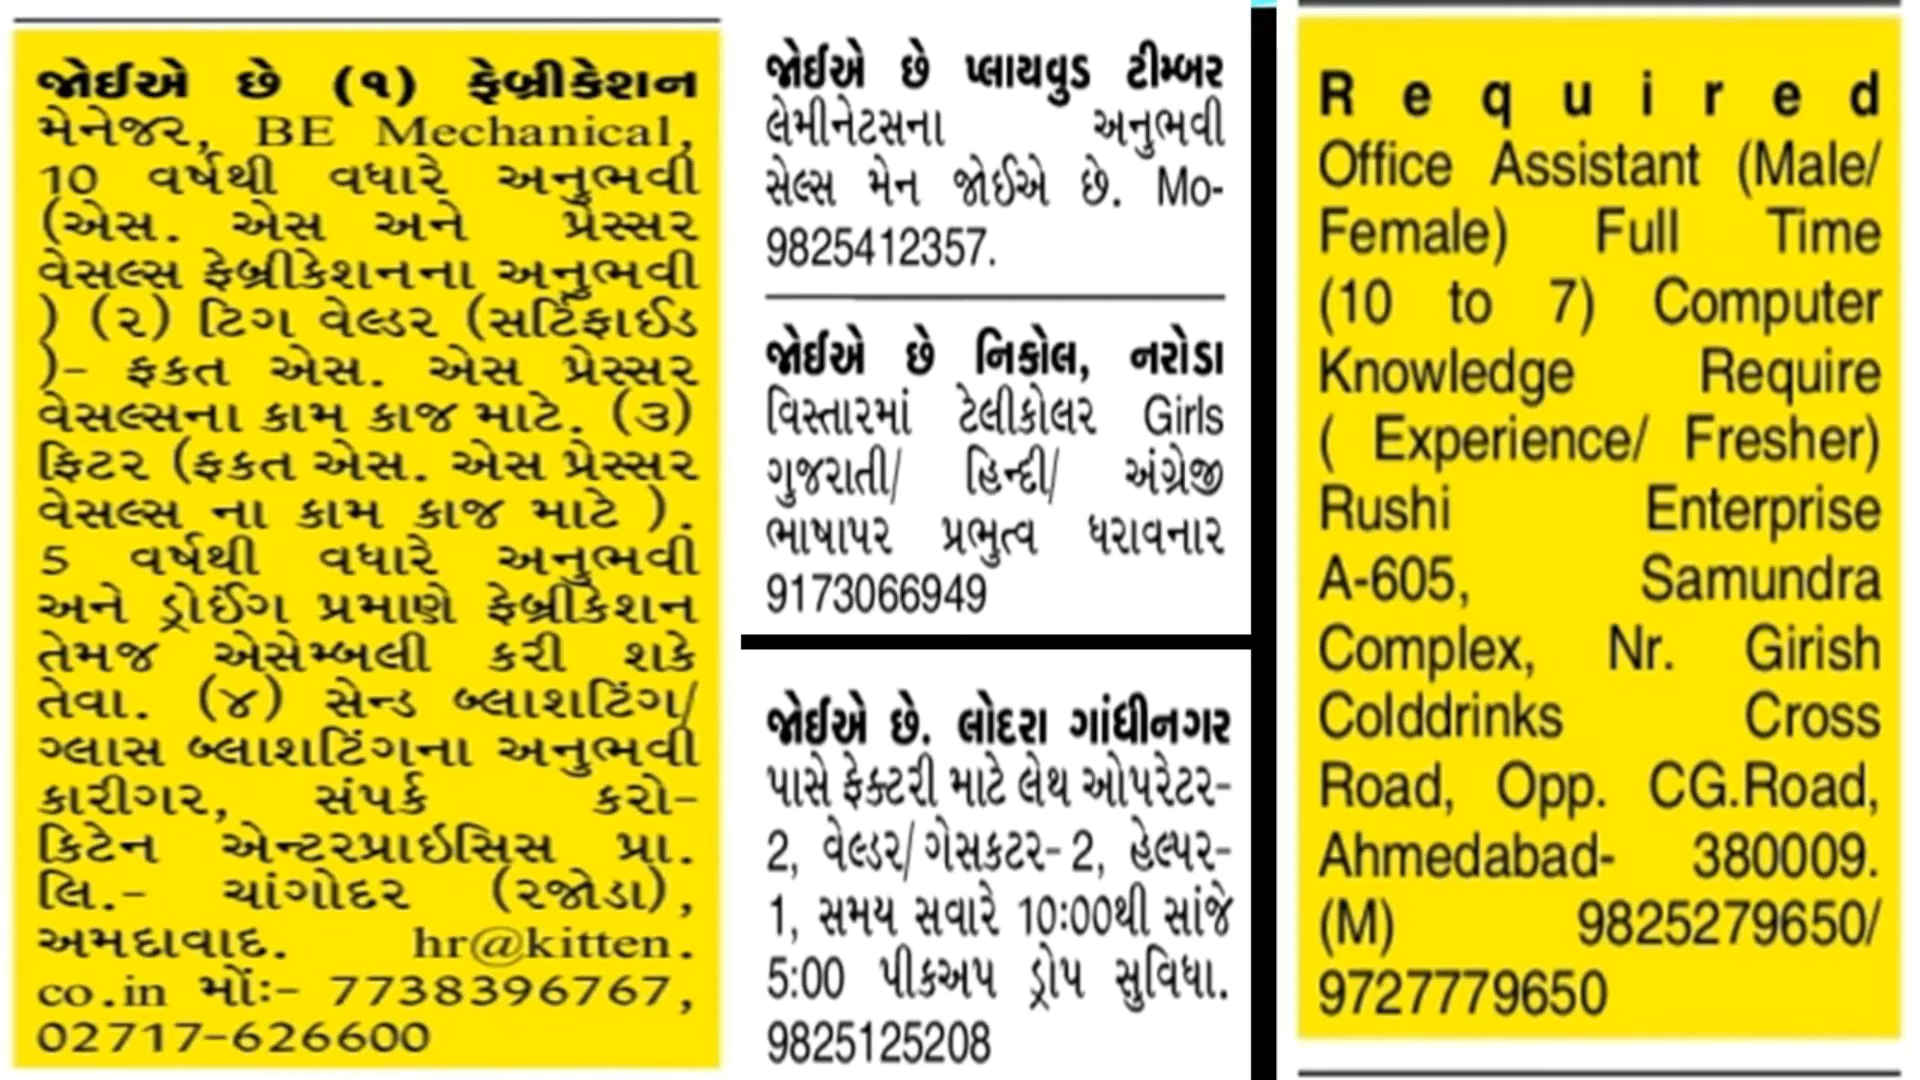 જોઈએ છે (૧) ફેબ્રીકેશન
મેનેજર, BE Mechanical,
10 વર્ષથી વધારે અનુભવી
(એસ. એસ અને પ્રેસ્સર
વેસલ્સ ફેબ્રીકેશનના અનુભવી
) (૨) ટિગ વેલ્ડર (સર્ટિફાઈડ
)- ફકત એસ. એસ પ્રેસ્સર
વેસલ્સના કામ કાજ માટે. (૩)
ફિટર (ફકત એસ. એસ પ્રેસ્સર
વેસલ્સ ના કામ કાજ માટે ).
5 વર્ષથી વધારે અનુભવી
અને ડ્રોઈંગ પ્રમાણે ફેબ્રીકેશન
તેમજ એસેમ્બલી કરી શકે
તેવા. (૪) સેન્ડ બ્લાશટિંગ/
ગ્લાસ બ્લાશટિંગના અનુભવી
કારીગર, સંપર્ક કરો-
કિટેન એન્ટરપ્રાઇસિસ પ્રા.
લિ.- ચાંગોદર (રજોડા),
અમદાવાદ. hr@kitten.
co.in મોં:- 7738396767,
02717-626600
જોઈએ છે પ્લાયવુડ ટીમ્બર
લેમીનેટસના અનુભવી
સેલ્સ મેન જોઈએ છે. Mo-
9825412357.
જોઈએ છે નિકોલ, નરોડા
વિસ્તારમાં ટેલીકોલર Girls
ગુજરાતી/ હિન્દી/ અંગ્રેજી
ભાષાપર પ્રભુત્વ ધરાવનાર
9173066949
જોઈએ છે. લોદરા ગાંધીનગર
પાસે ફેક્ટરી માટે લેથ ઓપરેટર-
2, વેલ્ડર/ ગેસકટર- 2, હેલ્પર-
1, સમય સવારે 10:00થી સાંજે
5:00 પીકઅપ ડ્રોપ સુવિધા.
9825125208
Required
Office Assistant (Male/
Female) Full Time
(10 to 7) Computer
Knowledge Require
( Experience/ Fresher)
Rushi Enterprise
A-605, Samundra
Complex, Nr. Girish
Colddrinks Cross
Road, Opp. CG.Road,
Ahmedabad- 380009.
(M) 9825279650/
9727779650